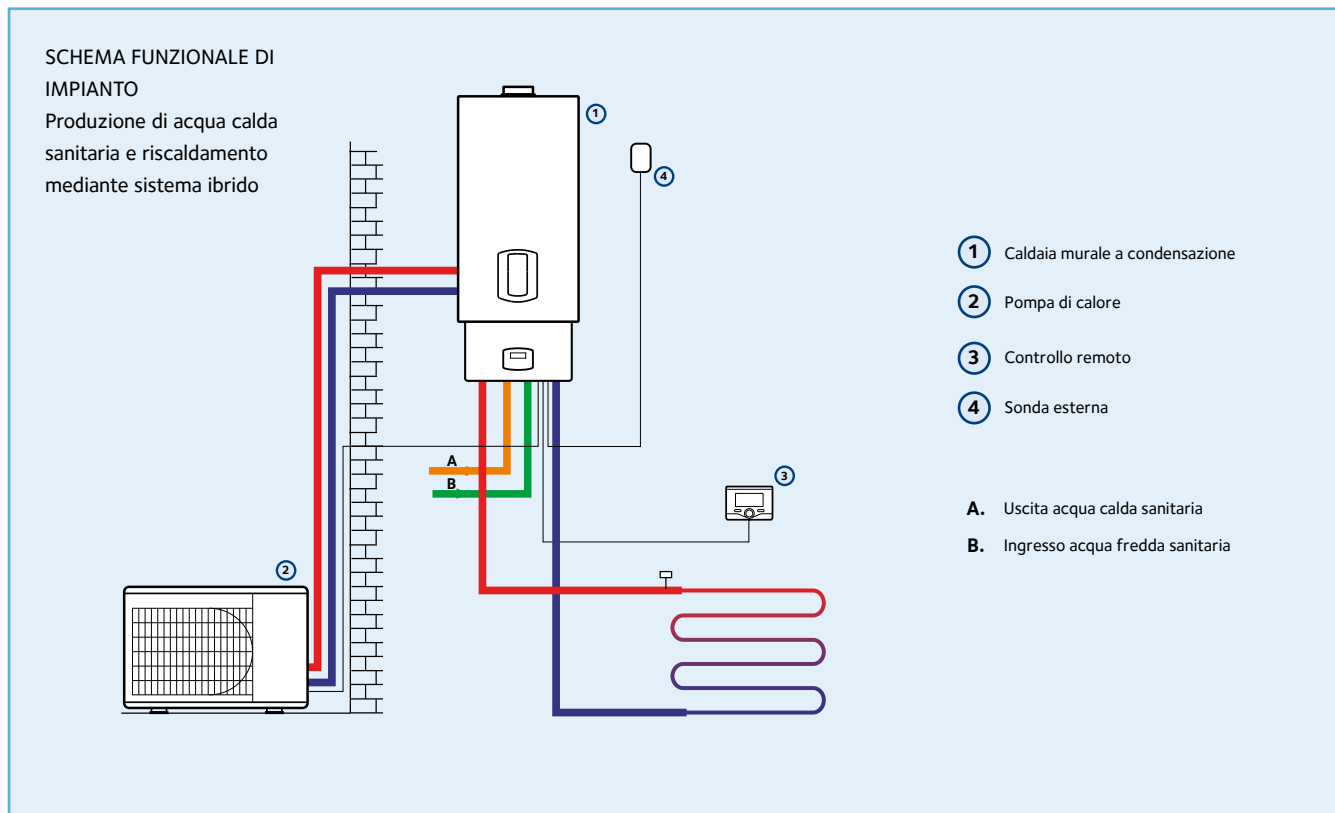 SCHEMA FUNZIONALE DI
IMPIANTO
Produzione di acqua calda
sanitaria e riscaldamento
mediante sistema ibrido
1
4
A
B
3
2
1 Caldaia murale a condensazione
2 Pompa di calore
3 Controllo remoto
4 Sonda esterna
A. Uscita acqua calda sanitaria
B. Ingresso acqua fredda sanitaria